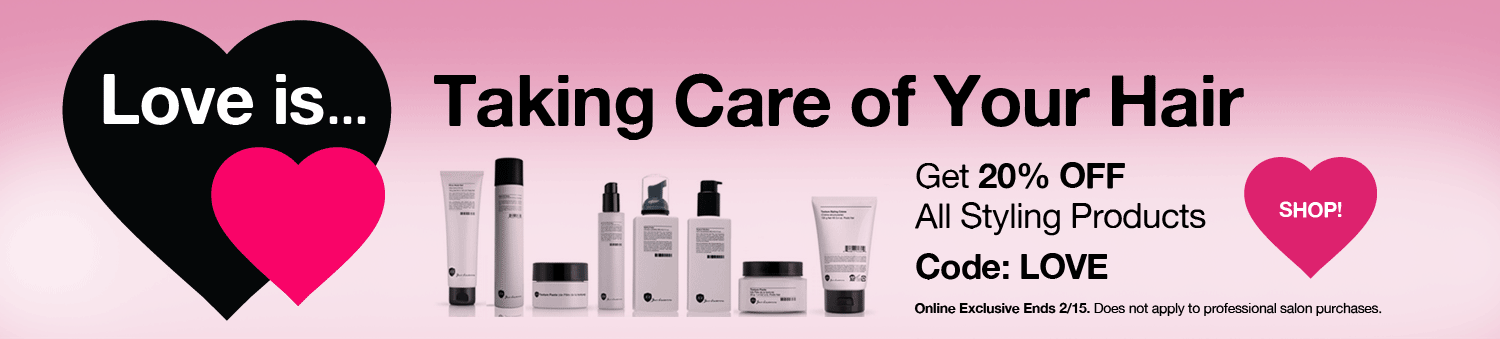 Love is...
Taking Care of Your Hair
Get 20% OFF
All Styling Products
Code: LOVE
SHOP!
Online Exclusive Ends 2/15. Does not apply to professional salon purchases.